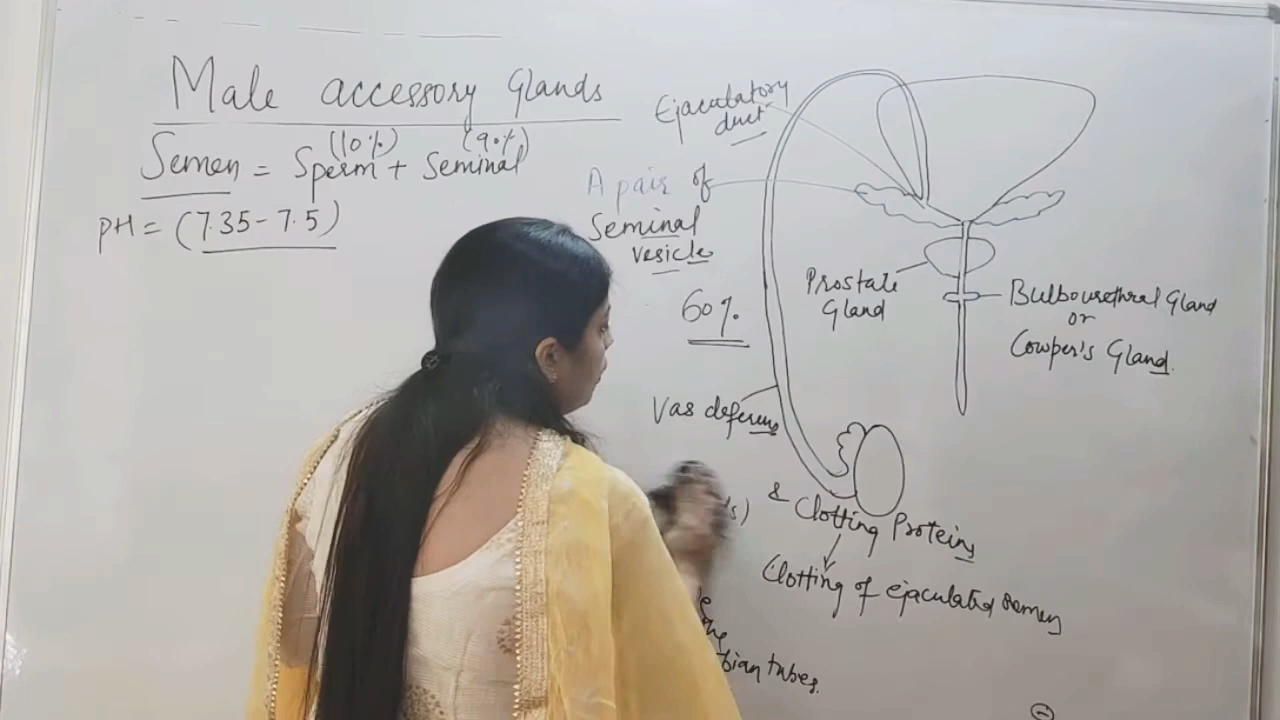 Male accessory Glands
(10%) (90%)
Semen = Sperm + Seminal
pH = (7.35 - 7.5)
Ejaculatory
duct
A pair of
Seminal
vesicle
60%
Prostate
Gland
Bulbourethral Gland
or
Cowper's Gland.
Vas deferens
& Clotting Proteins
Clotting of ejaculated semen
tubes.